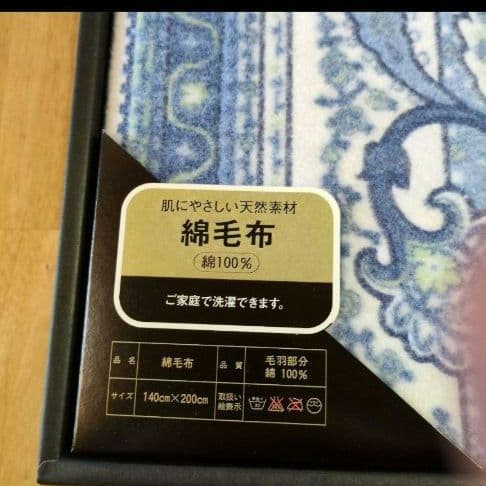 肌にやさしい天然素材
綿毛布
綿100%
ご家庭で洗濯できます。
品名 綿毛布 品質 毛羽部分 綿 100%
サイズ 140cm×200cm 取扱い絵表示